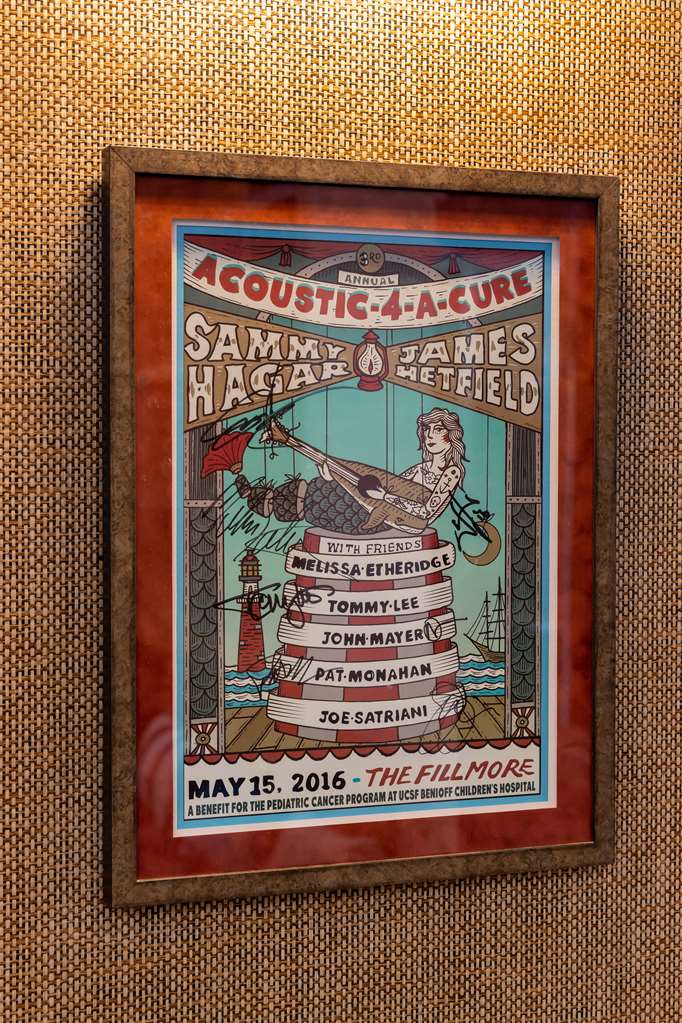 3RD
ANNUAL
ACOUSTIC-4-A-CURE
SAMMY HAGAR
JAMES HETFIELD
WITH FRIENDS
MELISSA·ETHERIDGE
TOMMY·LEE
JOHN·MAYER
PAT·MONAHAN
JOE·SATRIANI
MAY 15, 2016 - THE FILLMORE
A BENEFIT FOR THE PEDIATRIC CANCER PROGRAM AT UCSF BENIOFF CHILDREN'S HOSPITAL